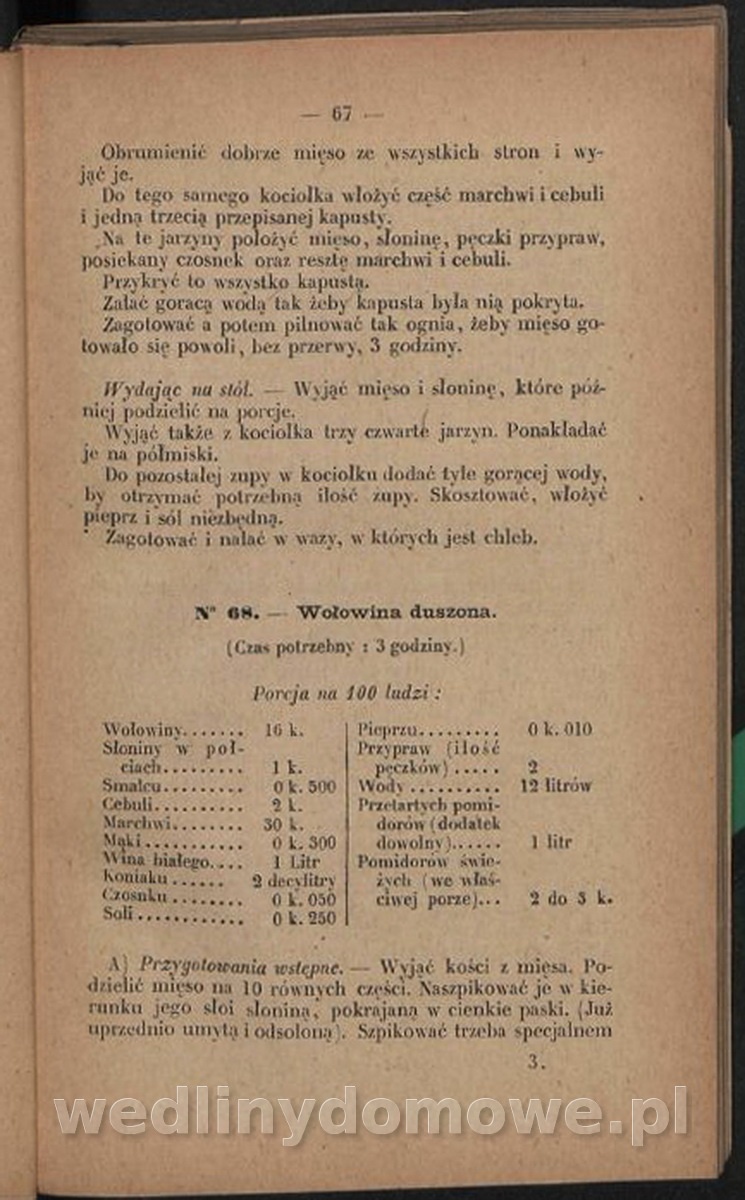 — 67 —
Obrumienić dobrze mięso ze wszystkich stron i wy-
jąć je.
Do tego samego kociołka włożyć część marchwi i cebuli
i jedną trzecią przepisanej kapusty.
Na te jarzyny położyć mięso, słoninę, pęczki przypraw,
posiekany czosnek oraz resztę marchwi i cebuli.
Przykryć to wszystko kapustą.
Zalać gorącą wodą tak żeby kapusta była nią pokryta.
Zagotować a potem pilnować tak ognia, żeby mięso go-
towało się powoli, bez przerwy, 3 godziny.
Wydając na stół. — Wyjąć mięso i słoninę, które póź-
niej podzielić na porcje.
Wyjąć także z kociołka trzy czwarte jarzyn. Ponakładać
je na półmiski.
Do pozostałej zupy w kociołku dodać tyle gorącej wody,
by otrzymać potrzebną ilość zupy. Skosztować, włożyć
pieprz i sól niezbędną.
Zagotować i nalać w wazy, w których jest chleb.
N° 68. — Wołowina duszona.
(Czas potrzebny : 3 godziny.)
Porcja na 100 ludzi :
Wołowiny....... 16 k.
Słoniny w poł-
ciach......... 1 k.
Smalcu......... 0 k. 500
Cebuli.......... 2 k.
Marchwi........ 30 k.
Mąki........... 0 k. 300
Wina białego.... 1 Litr
Koniaku...... 2 decylitry
Czosnku........ 0 k. 050
Soli............ 0 k. 250
Pieprzu......... 0 k. 010
Przypraw (ilość
pęczków)..... 2
Wody.......... 12 litrów
Przetartych pomi-
dorów (dodatek
dowolny)...... 1 litr
Pomidorów świe-
żych (we właś-
ciwej porze)... 2 do 3 k.
A) Przygotowania wstępne. — Wyjąć kości z mięsa. Po-
dzielić mięso na 10 równych części. Naszpikować je w kie-
runku jego słoi słoniną, pokrajaną w cienkie paski. (Już
uprzednio umytą i odsoloną). Szpikować trzeba specjalnem
3.
wedlinydomowe.pl